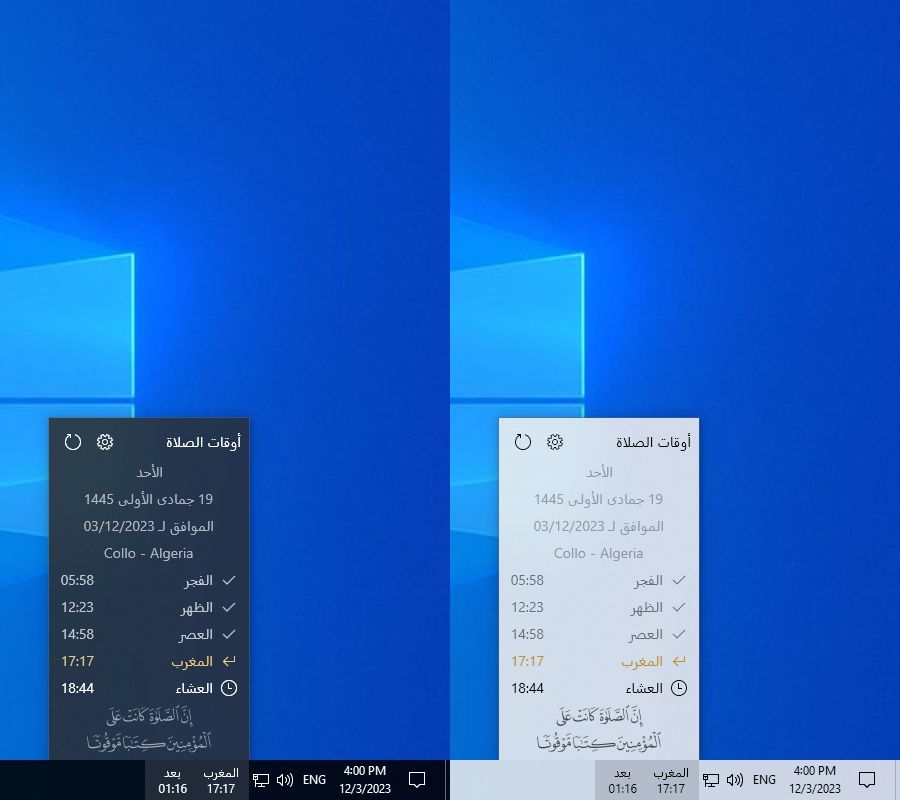 أوقات الصلاة
الأحد
19 جمادى الأولى 1445
الموافق لـ 03/12/2023
Collo - Algeria
الفجر 05:58
الظهر 12:23
العصر 14:58
المغرب 17:17
العشاء 18:44
إِنَّ ٱلصَّلَوٰةَ كَانَتْ عَلَى
ٱلْمُؤْمِنِينَ كِتَٰبًا مَّوْقُوتًا
المغرب بعد
17:17 01:16
ENG
4:00 PM
12/3/2023
أوقات الصلاة
الأحد
19 جمادى الأولى 1445
الموافق لـ 03/12/2023
Collo - Algeria
الفجر 05:58
الظهر 12:23
العصر 14:58
المغرب 17:17
العشاء 18:44
إِنَّ ٱلصَّلَوٰةَ كَانَتْ عَلَى
ٱلْمُؤْمِنِينَ كِتَٰبًا مَّوْقُوتًا
المغرب بعد
17:17 01:16
ENG
4:00 PM
12/3/2023